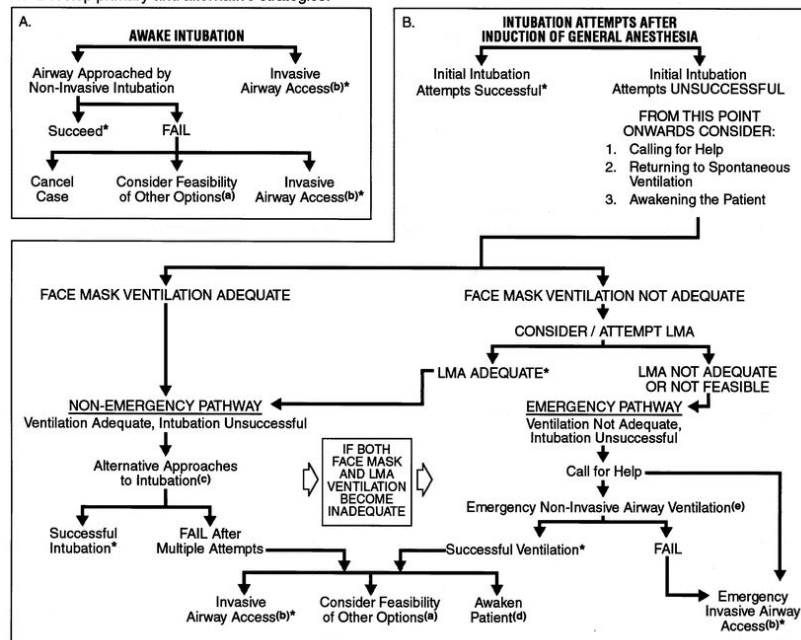 A.
AWAKE INTUBATION
Airway Approached by
Non-Invasive Intubation
Invasive
Airway Access(b)*
Succeed*
FAIL
Cancel
Case
Consider Feasibility
of Other Options(a)
Invasive
Airway Access(b)*
B.
INTUBATION ATTEMPTS AFTER
INDUCTION OF GENERAL ANESTHESIA
Initial Intubation
Attempts Successful*
Initial Intubation
Attempts UNSUCCESSFUL
FROM THIS POINT
ONWARDS CONSIDER:
1. Calling for Help
2. Returning to Spontaneous
Ventilation
3. Awakening the Patient
FACE MASK VENTILATION ADEQUATE
FACE MASK VENTILATION NOT ADEQUATE
CONSIDER / ATTEMPT LMA
LMA ADEQUATE*
LMA NOT ADEQUATE
OR NOT FEASIBLE
NON-EMERGENCY PATHWAY
Ventilation Adequate, Intubation Unsuccessful
EMERGENCY PATHWAY
Ventilation Not Adequate,
Intubation Unsuccessful
Alternative Approaches
to Intubation(c)
IF BOTH
FACE MASK
AND LMA
VENTILATION
BECOME
INADEQUATE
Call for Help
Emergency Non-Invasive Airway Ventilation(e)
Successful
Intubation*
FAIL After
Multiple Attempts
Successful Ventilation*
FAIL
Invasive
Airway Access(b)*
Consider Feasibility
of Other Options(a)
Awaken
Patient(d)
Emergency
Invasive Airway
Access(b)*